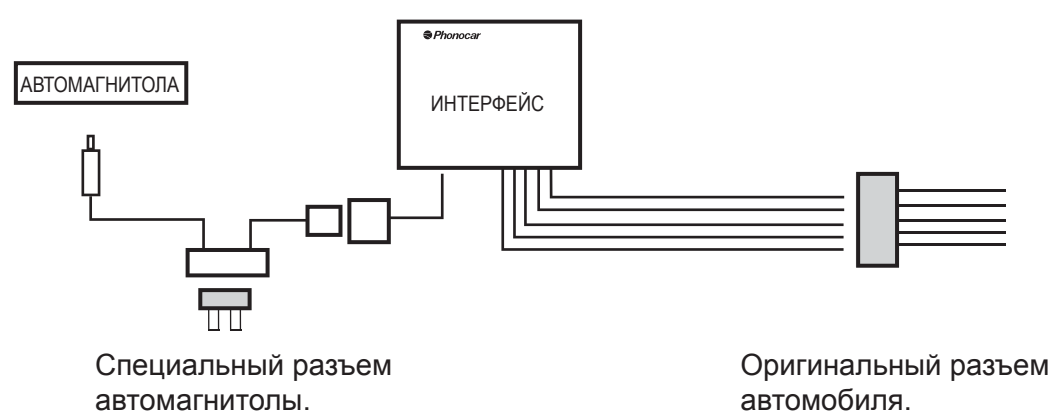 Phonocar
АВТОМАГНИТОЛА
ИНТЕРФЕЙС
Специальный разъем
автомагнитолы.
Оригинальный разъем
автомобиля.